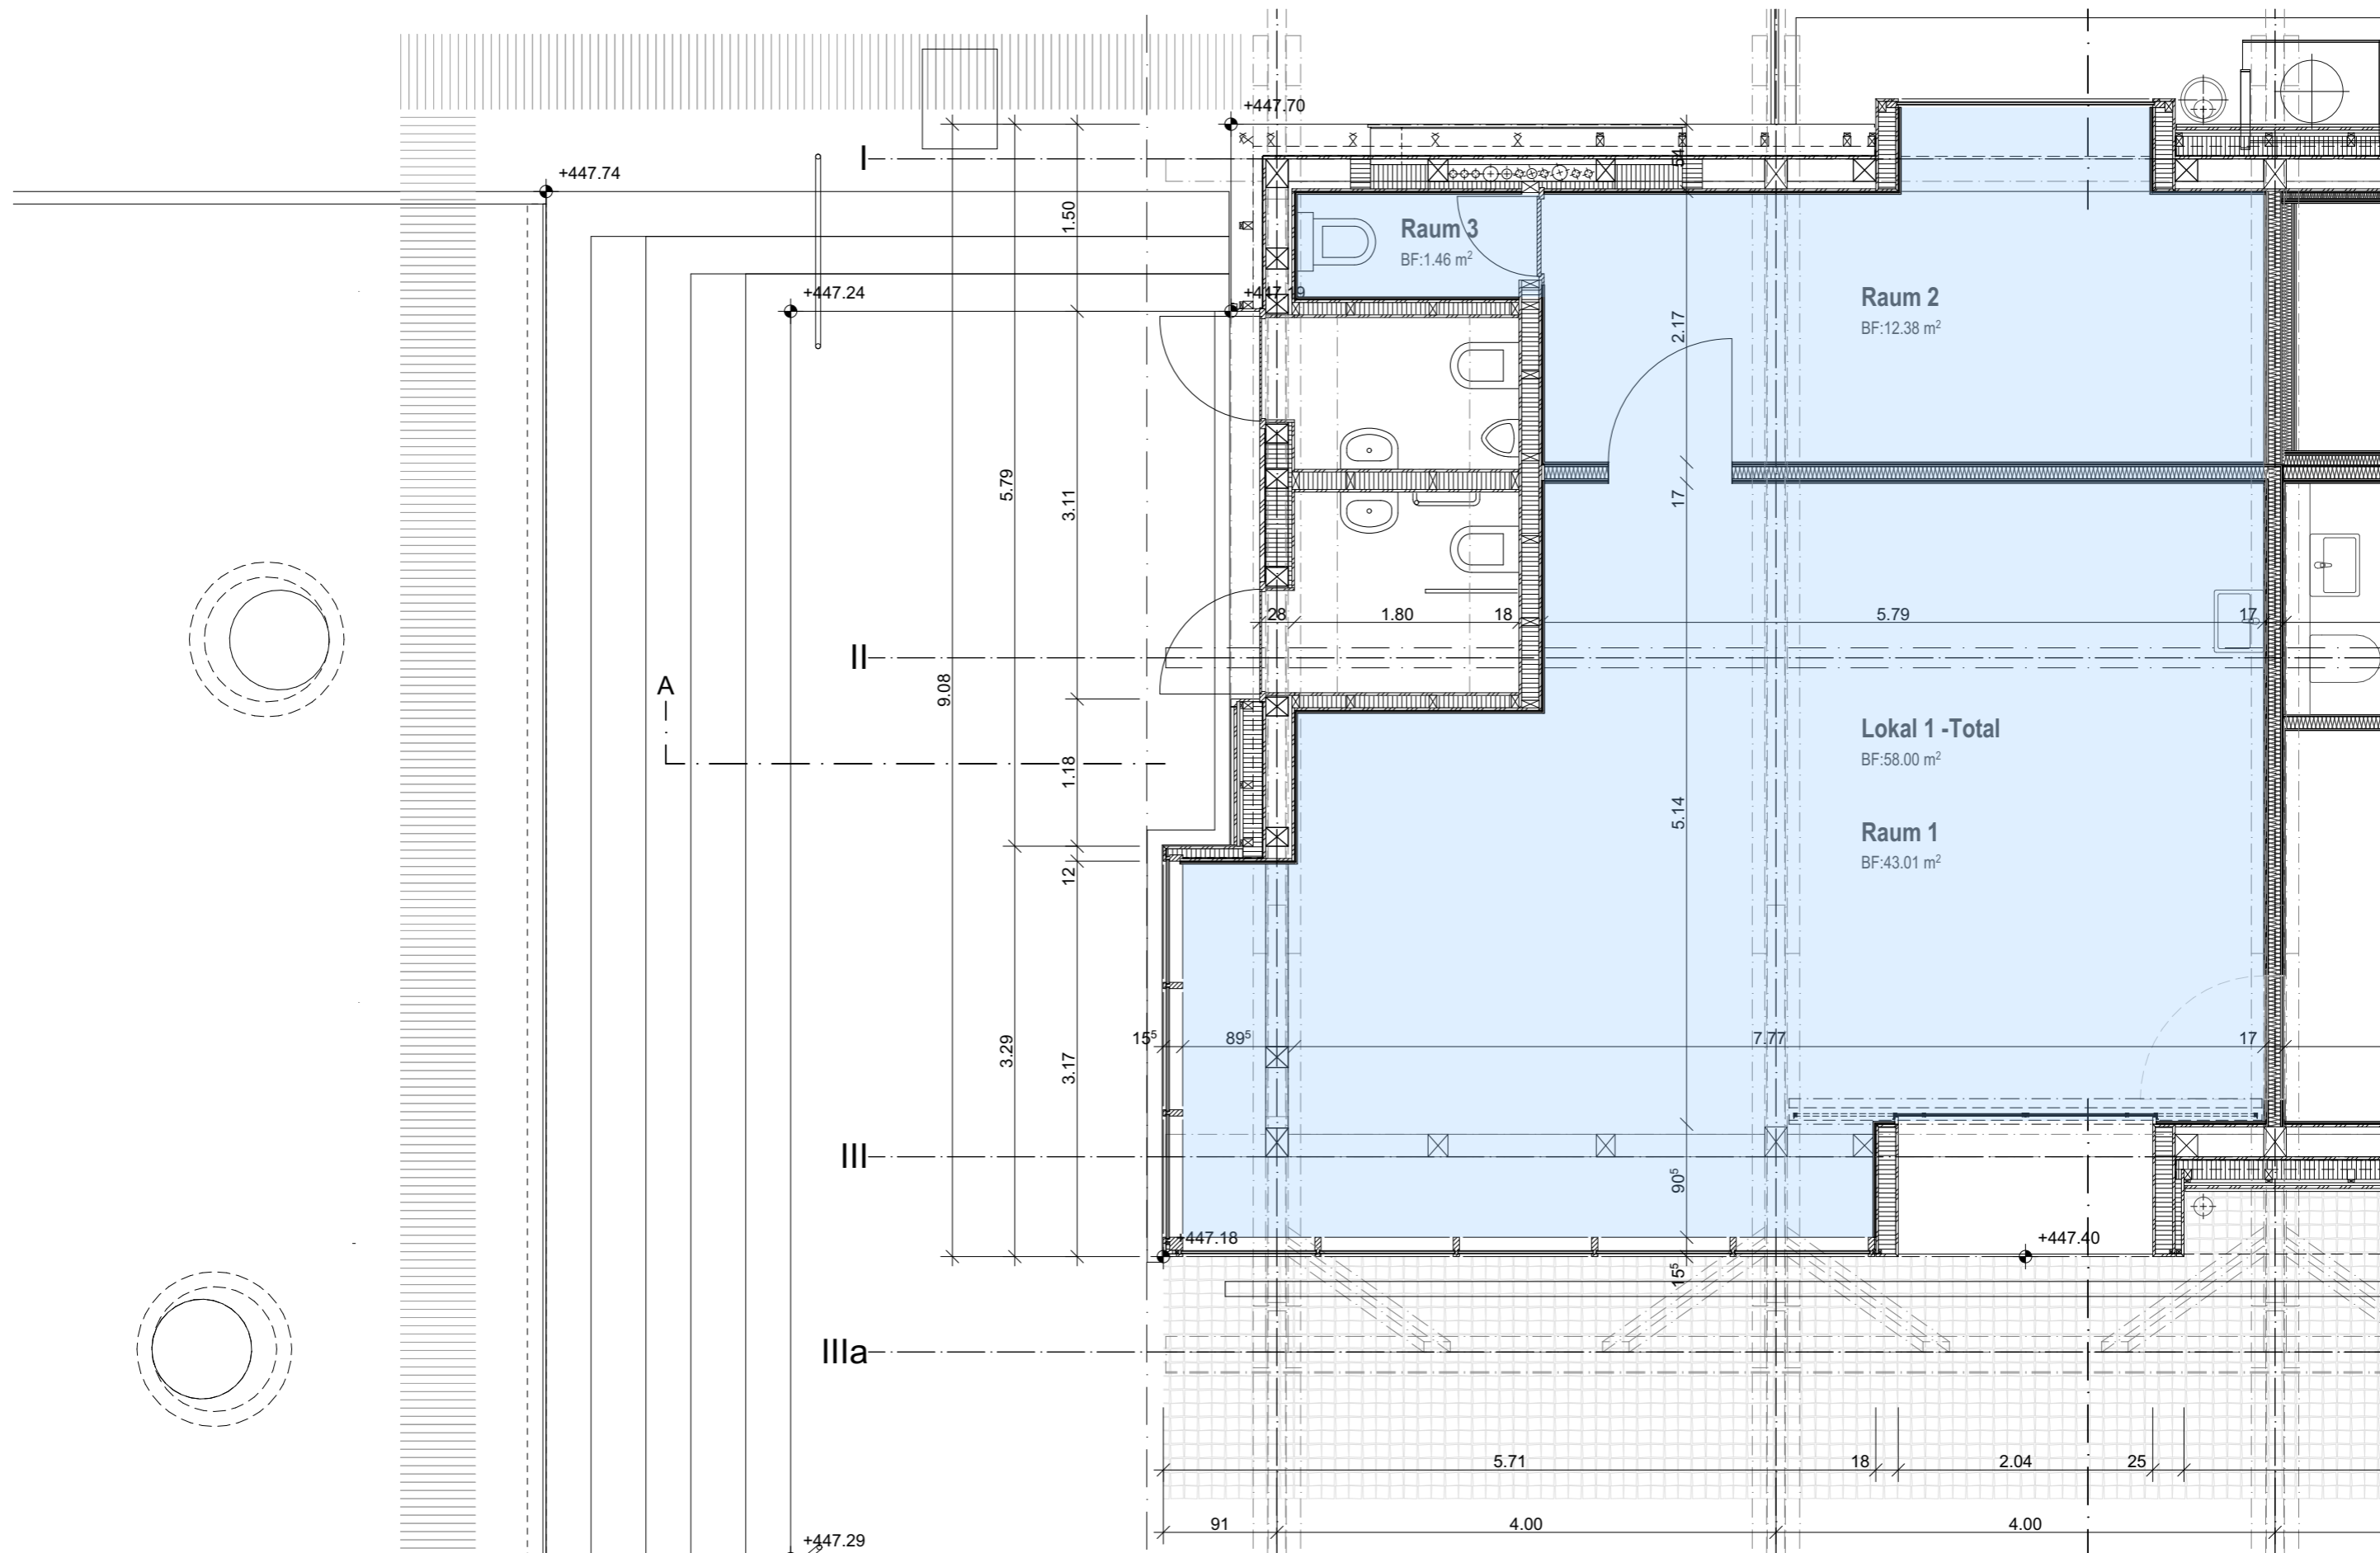 +447.70
I
54
+447.74
1.50
Raum 3
BF:1.46 m²
+447.24
+447.19
Raum 2
BF:12.38 m²
2.17
5.79
3.11
17
28
1.80
18
5.79
17
II
9.08
A
Lokal 1 -Total
BF:58.00 m²
1.18
5.14
Raum 1
BF:43.01 m²
12
15⁵
89⁵
7.77
17
3.29
3.17
III
90⁵
+447.18
+447.40
15⁵
IIIa
5.71
18
2.04
25
91
4.00
4.00
+447.29